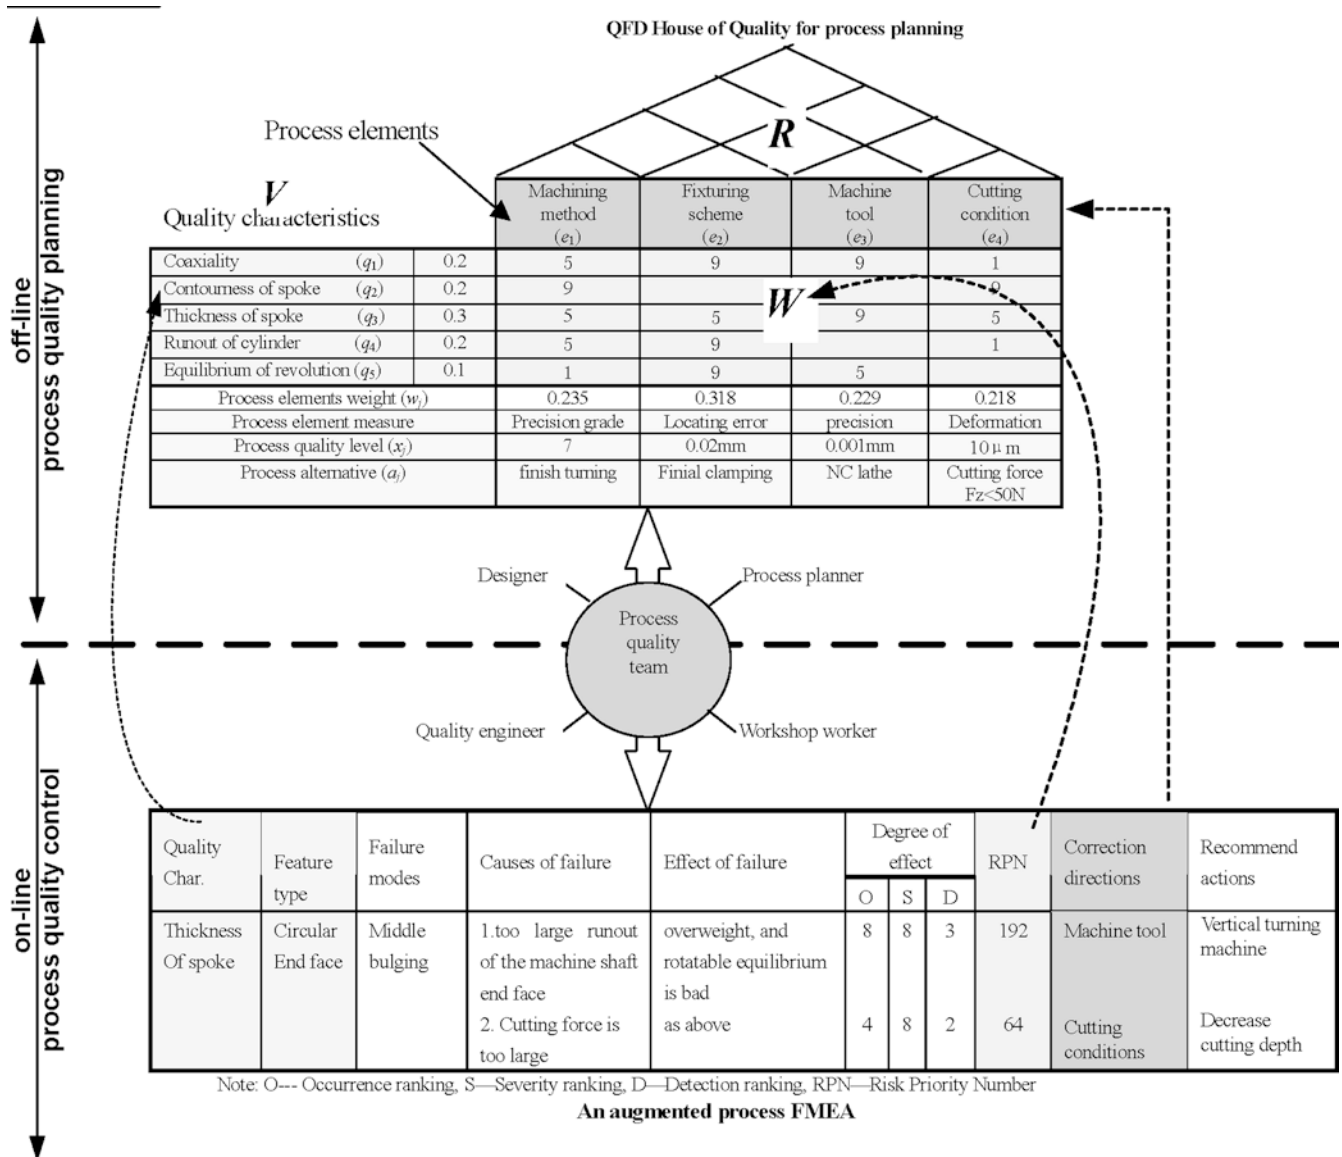 QFD House of Quality for process planning
R
Process elements
V
Quality characteristics
Machining method (e1)
Fixturing scheme (e2)
Machine tool (e3)
Cutting condition (e4)
Coaxiality (q1) 0.2 5 9 9 1
Contourness of spoke (q2) 0.2 9 9
W
Thickness of spoke (q3) 0.3 5 5 9 5
Runout of cylinder (q4) 0.2 5 9 1
Equilibrium of revolution (q5) 0.1 1 9 5
Process elements weight (wj) 0.235 0.318 0.229 0.218
Process element measure Precision grade Locating error precision Deformation
Process quality level (xj) 7 0.02mm 0.001mm 10μm
Process alternative (aj) finish turning Finial clamping NC lathe Cutting force
Fz<50N
off-line
process quality planning
Designer
Process planner
Process
quality
team
Quality engineer
Workshop worker
on-line
process quality control
Quality
Char.
Feature
type
Failure
modes
Causes of failure
Effect of failure
Degree of
effect
O S D
RPN
Correction
directions
Recommend
actions
Thickness
Of spoke
Circular
End face
Middle
bulging
1.too large runout
of the machine shaft
end face
overweight, and
rotatable equilibrium
is bad
8 8 3 192
Machine tool
Vertical turning
machine
2. Cutting force is
too large
as above
4 8 2 64
Cutting
conditions
Decrease
cutting depth
Note: O--- Occurrence ranking, S—Severity ranking, D—Detection ranking, RPN—Risk Priority Number
An augmented process FMEA